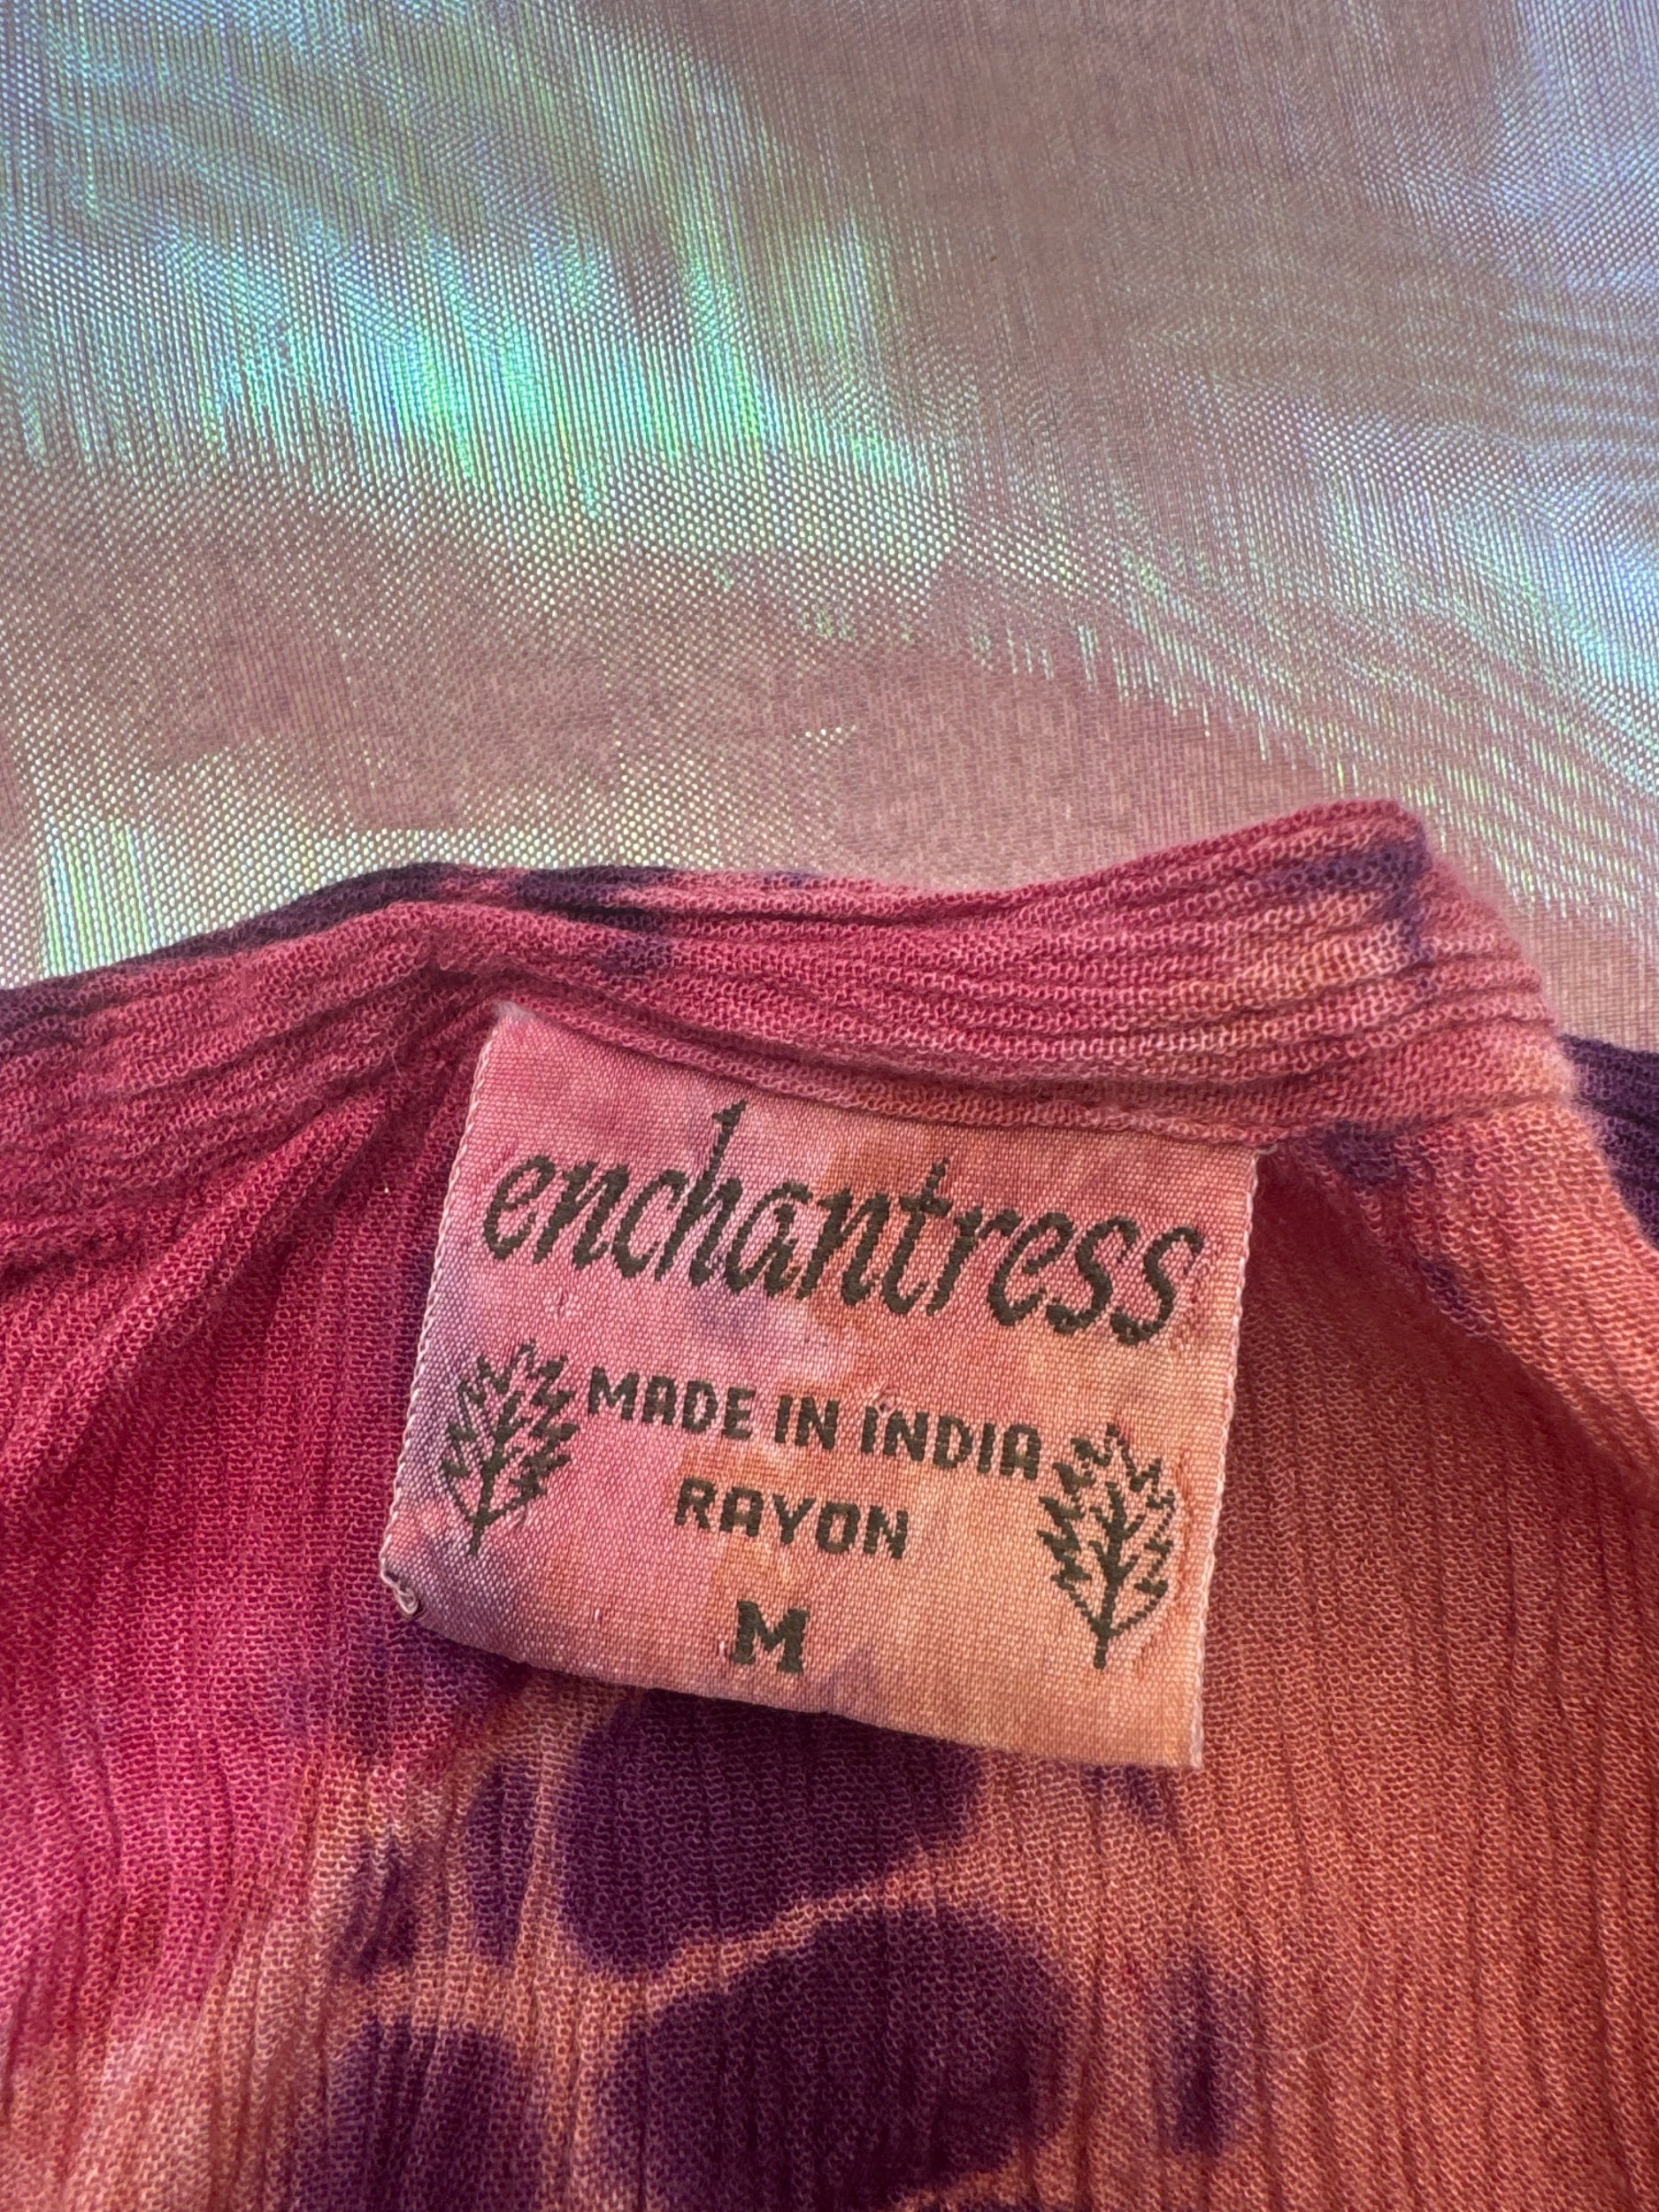 enchantress
MADE IN INDIA
RAYON
M